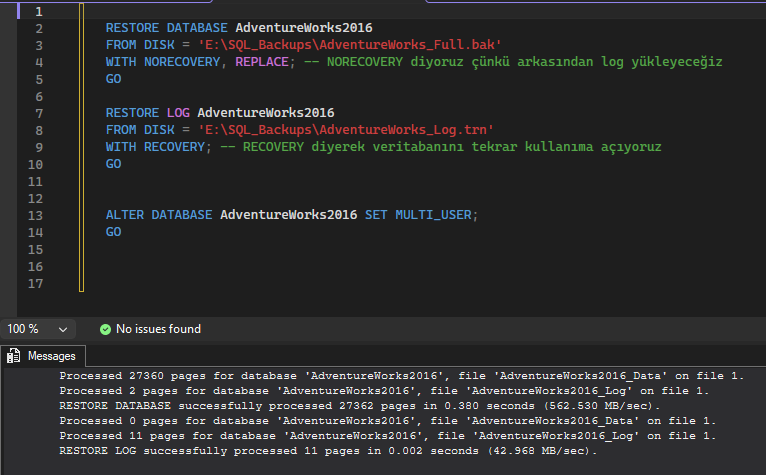 1
2 RESTORE DATABASE AdventureWorks2016
3 FROM DISK = 'E:\SQL_Backups\AdventureWorks_Full.bak'
4 WITH NORECOVERY, REPLACE; -- NORECOVERY diyoruz çünkü arkasından log yükleyeceğiz
5 GO
6
7 RESTORE LOG AdventureWorks2016
8 FROM DISK = 'E:\SQL_Backups\AdventureWorks_Log.trn'
9 WITH RECOVERY; -- RECOVERY diyerek veritabanını tekrar kullanıma açıyoruz
10 GO
11
12
13 ALTER DATABASE AdventureWorks2016 SET MULTI_USER;
14 GO
15
16
17
100 % No issues found
Messages
Processed 27360 pages for database 'AdventureWorks2016', file 'AdventureWorks2016_Data' on file 1.
Processed 2 pages for database 'AdventureWorks2016', file 'AdventureWorks2016_Log' on file 1.
RESTORE DATABASE successfully processed 27362 pages in 0.380 seconds (562.530 MB/sec).
Processed 0 pages for database 'AdventureWorks2016', file 'AdventureWorks2016_Data' on file 1.
Processed 11 pages for database 'AdventureWorks2016', file 'AdventureWorks2016_Log' on file 1.
RESTORE LOG successfully processed 11 pages in 0.002 seconds (42.968 MB/sec).